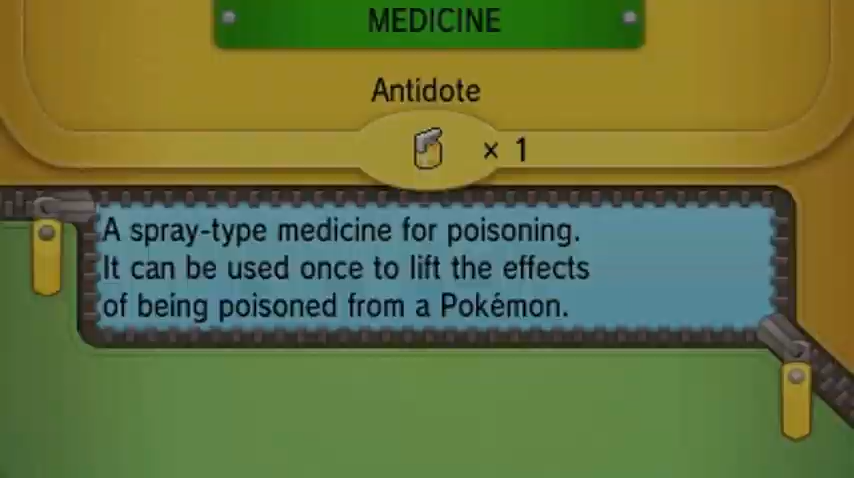 MEDICINE
Antidote
× 1
A spray-type medicine for poisoning.
It can be used once to lift the effects
of being poisoned from a Pokémon.